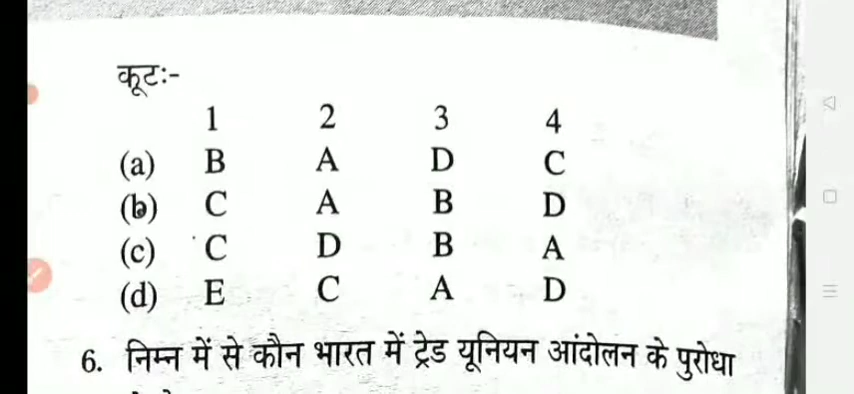 कूटः-
1 2 3 4
(a) B A D C
(b) C A B D
(c) C D B A
(d) E C A D
6. निम्न में से कौन भारत में ट्रेड यूनियन आंदोलन के पुरोधा